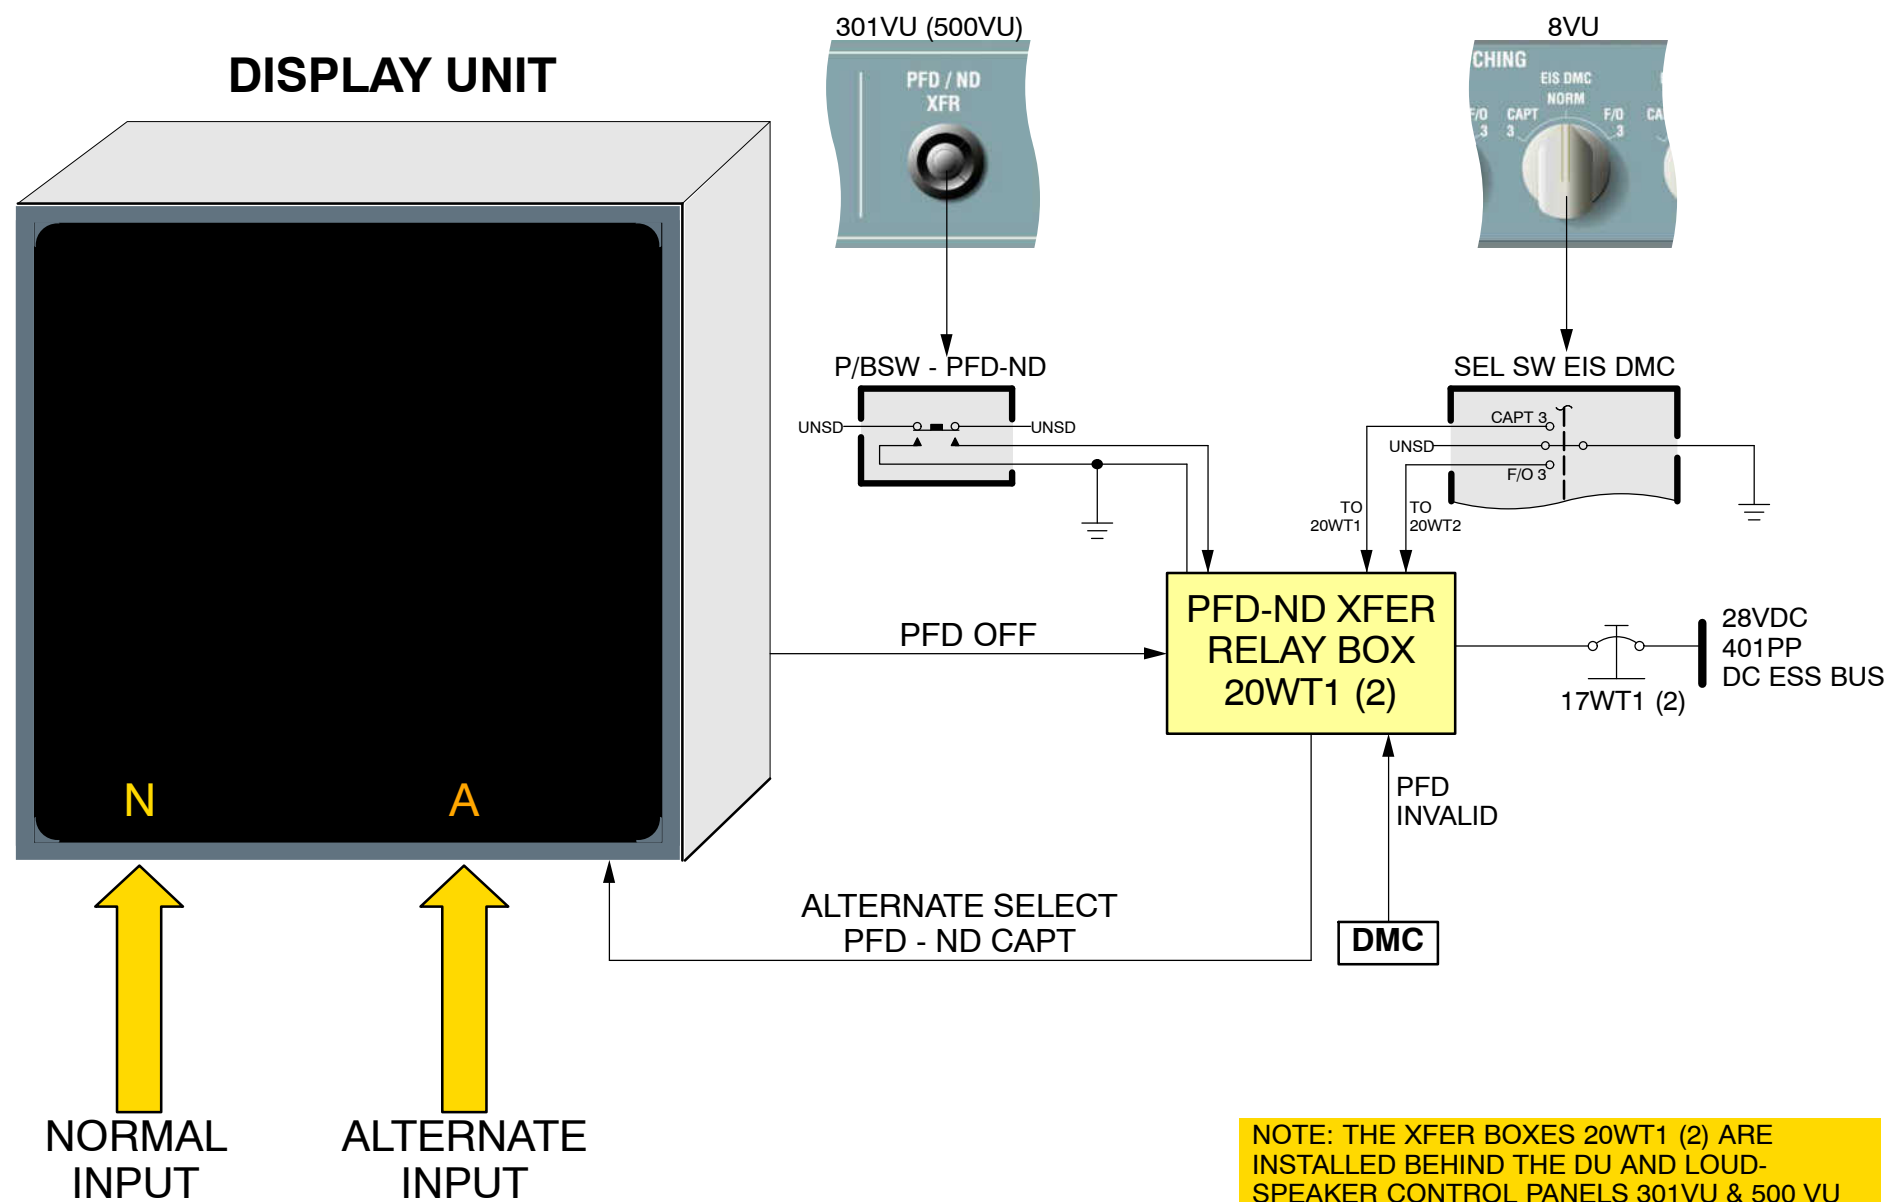 301VU (500VU)
8VU
DISPLAY UNIT
PFD / ND
XFR
CHING
EIS DMC
NORM
F/O
3
CAPT
3
F/O
3
CA
P/BSW - PFD-ND
SEL SW EIS DMC
UNSD
UNSD
CAPT 3
UNSD
F/O 3
TO
20WT1
TO
20WT2
PFD OFF
PFD-ND XFER
RELAY BOX
20WT1 (2)
28VDC
401PP
DC ESS BUS
17WT1 (2)
N
A
PFD
INVALID
ALTERNATE SELECT
PFD - ND CAPT
DMC
NORMAL
INPUT
ALTERNATE
INPUT
NOTE: THE XFER BOXES 20WT1 (2) ARE
INSTALLED BEHIND THE DU AND LOUD-
SPEAKER CONTROL PANELS 301VU & 500 VU